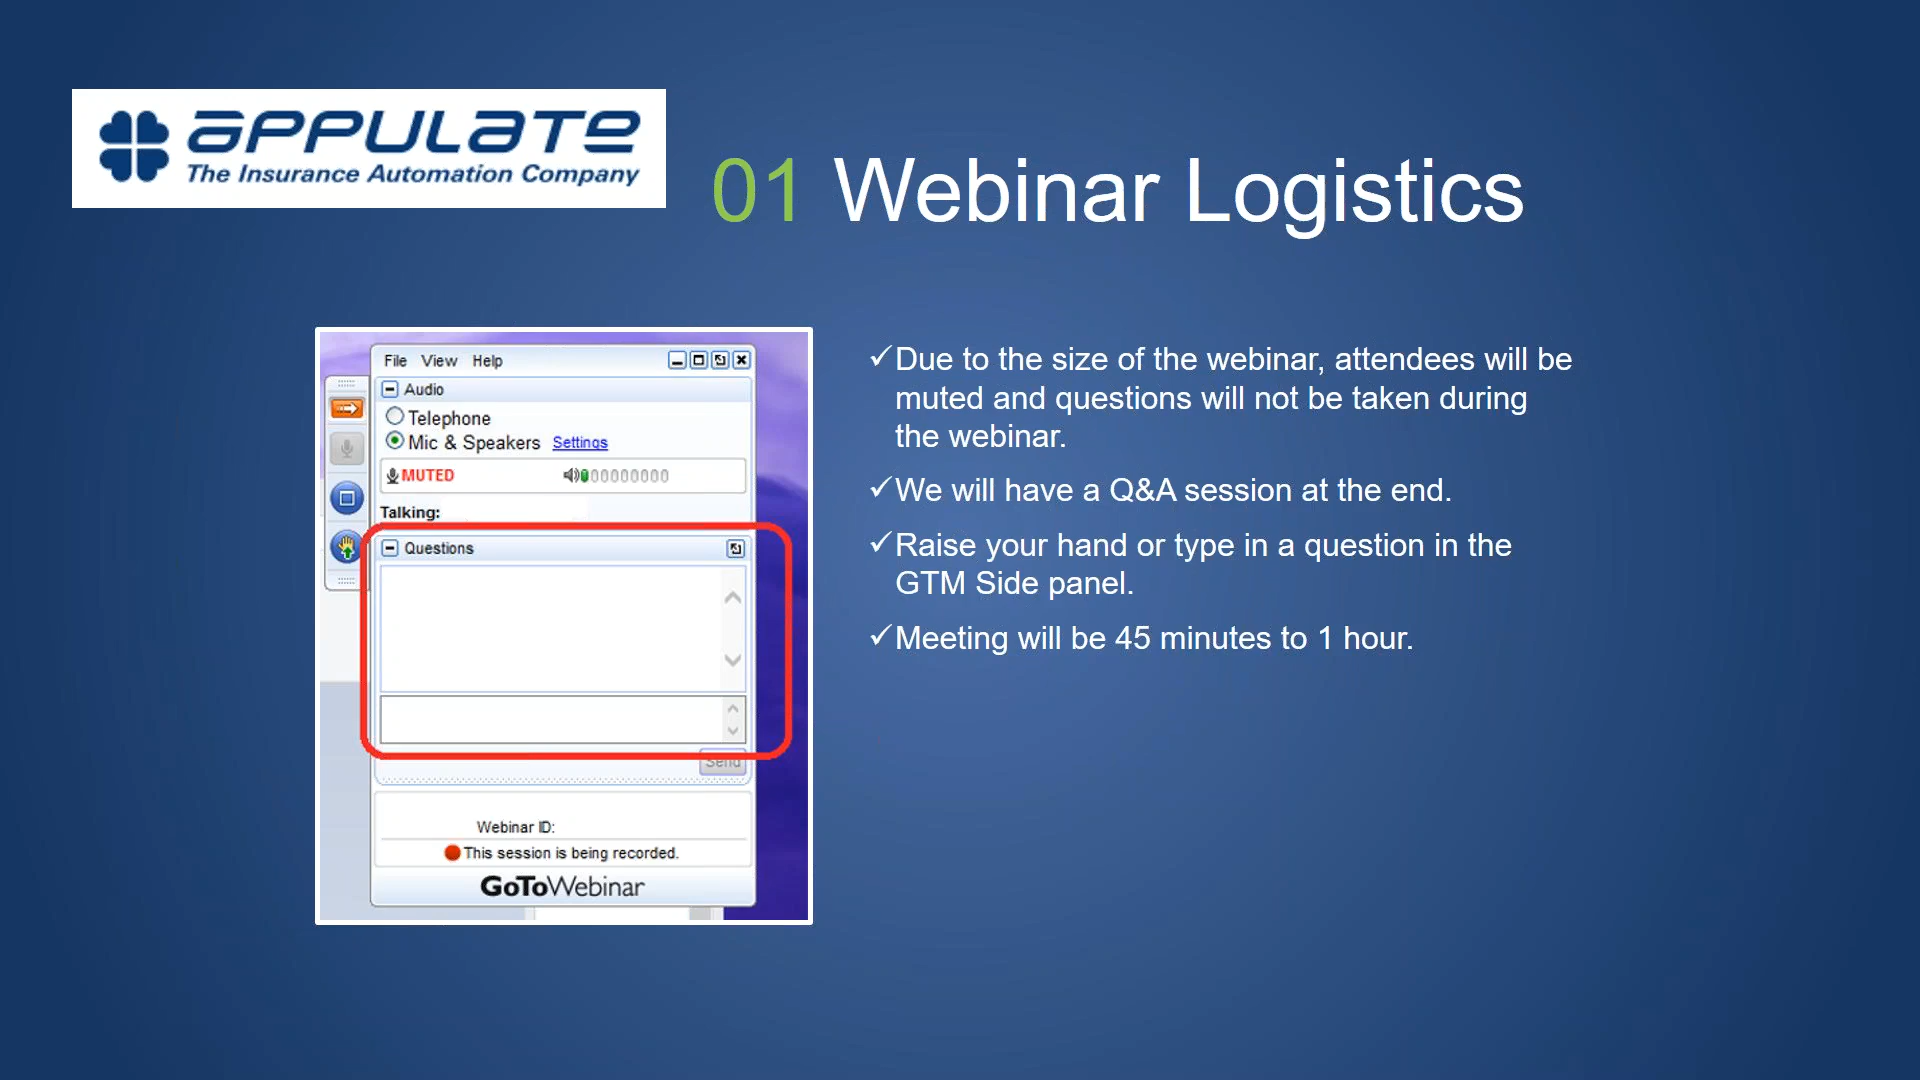 APPULATE
The Insurance Automation Company
01 Webinar Logistics
File View Help
Audio
Telephone
Mic & Speakers Settings
MUTED
Talking:
Questions
Send
Webinar ID:
This session is being recorded.
GoToWebinar
✓Due to the size of the webinar, attendees will be
muted and questions will not be taken during
the webinar.
✓We will have a Q&A session at the end.
✓Raise your hand or type in a question in the
GTM Side panel.
✓Meeting will be 45 minutes to 1 hour.